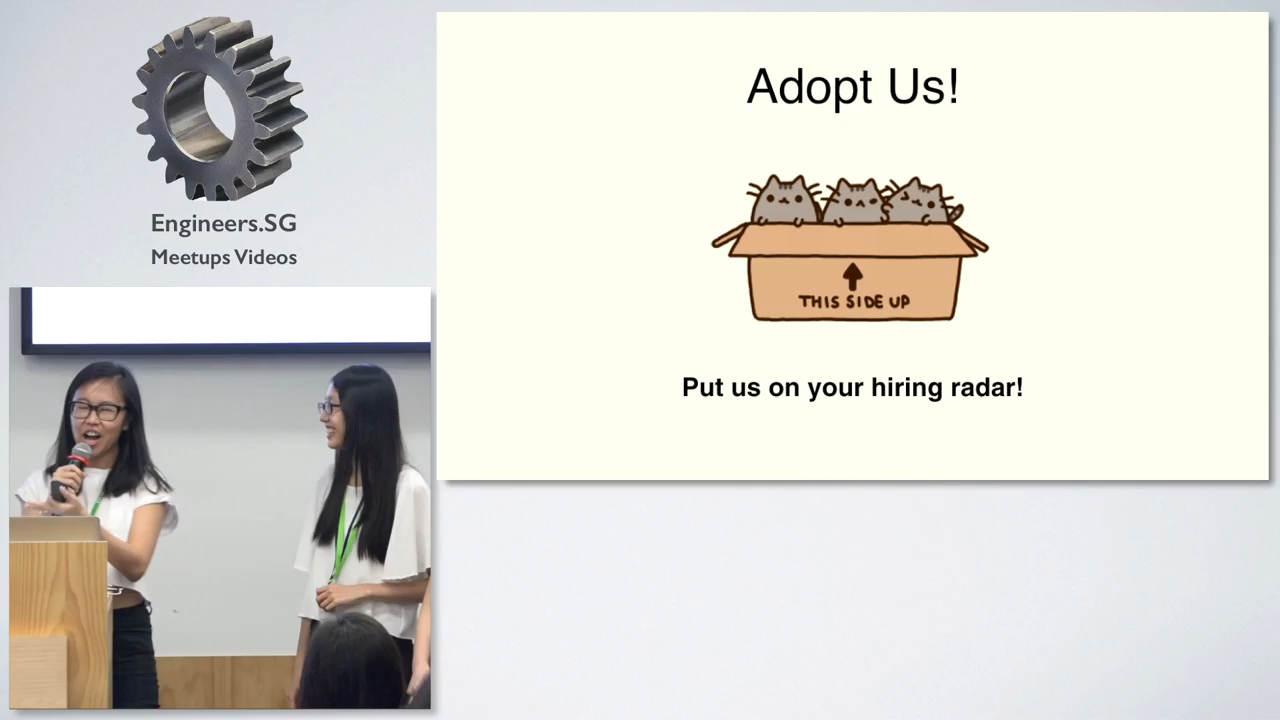 Engineers.SG
Meetups Videos
Adopt Us!
THIS SIDE UP
Put us on your hiring radar!